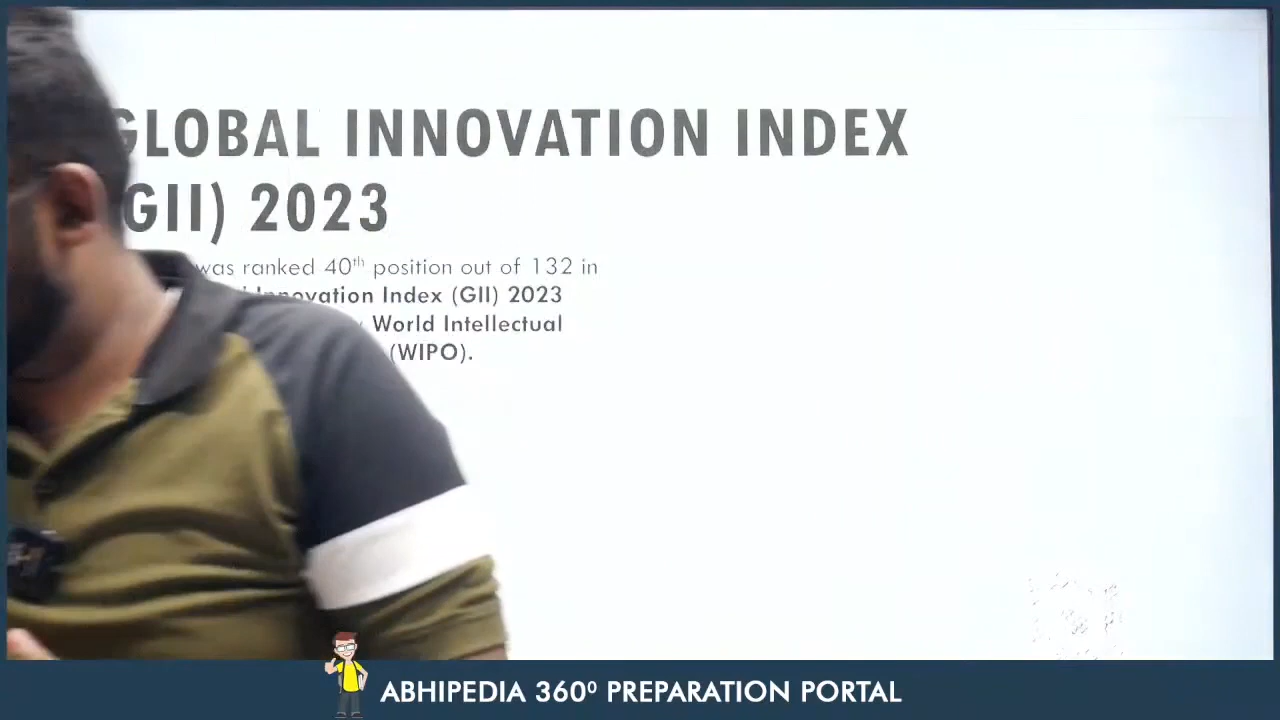 GLOBAL INNOVATION INDEX
(GII) 2023
was ranked 40th position out of 132 in
Innovation Index (GII) 2023
World Intellectual
(WIPO).
ABHIPEDIA 360º PREPARATION PORTAL